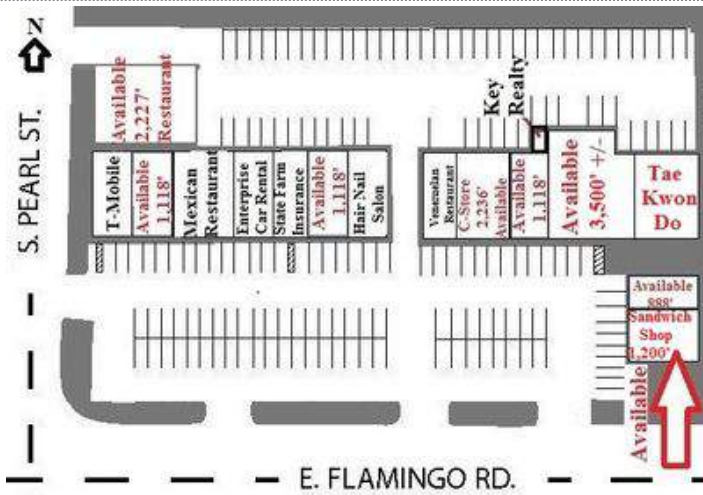 N
S. PEARL ST.
Available
2,227'
Restaurant
T-Mobile
Available
1,118'
Mexican
Restaurant
Enterprise
Car Rental
State Farm
Insurance
Available
1,118'
Hair Nail
Salon
Venezuelan
Restaurant
C-Store
2,236'
Available
Available
1,118'
Key
Realty
Available
3,500' +/-
Tae
Kwon
Do
Available
888'
Sandwich
Shop
1,200'
Available
E. FLAMINGO RD.